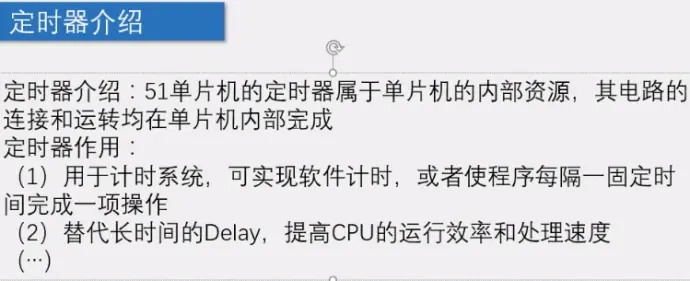 定时器介绍
定时器介绍：51单片机的定时器属于单片机的内部资源，其电路的
连接和运转均在单片机内部完成
定时器作用：
（1）用于计时系统，可实现软件计时，或者使程序每隔一固定时
间完成一项操作
（2）替代长时间的Delay，提高CPU的运行效率和处理速度
(…)